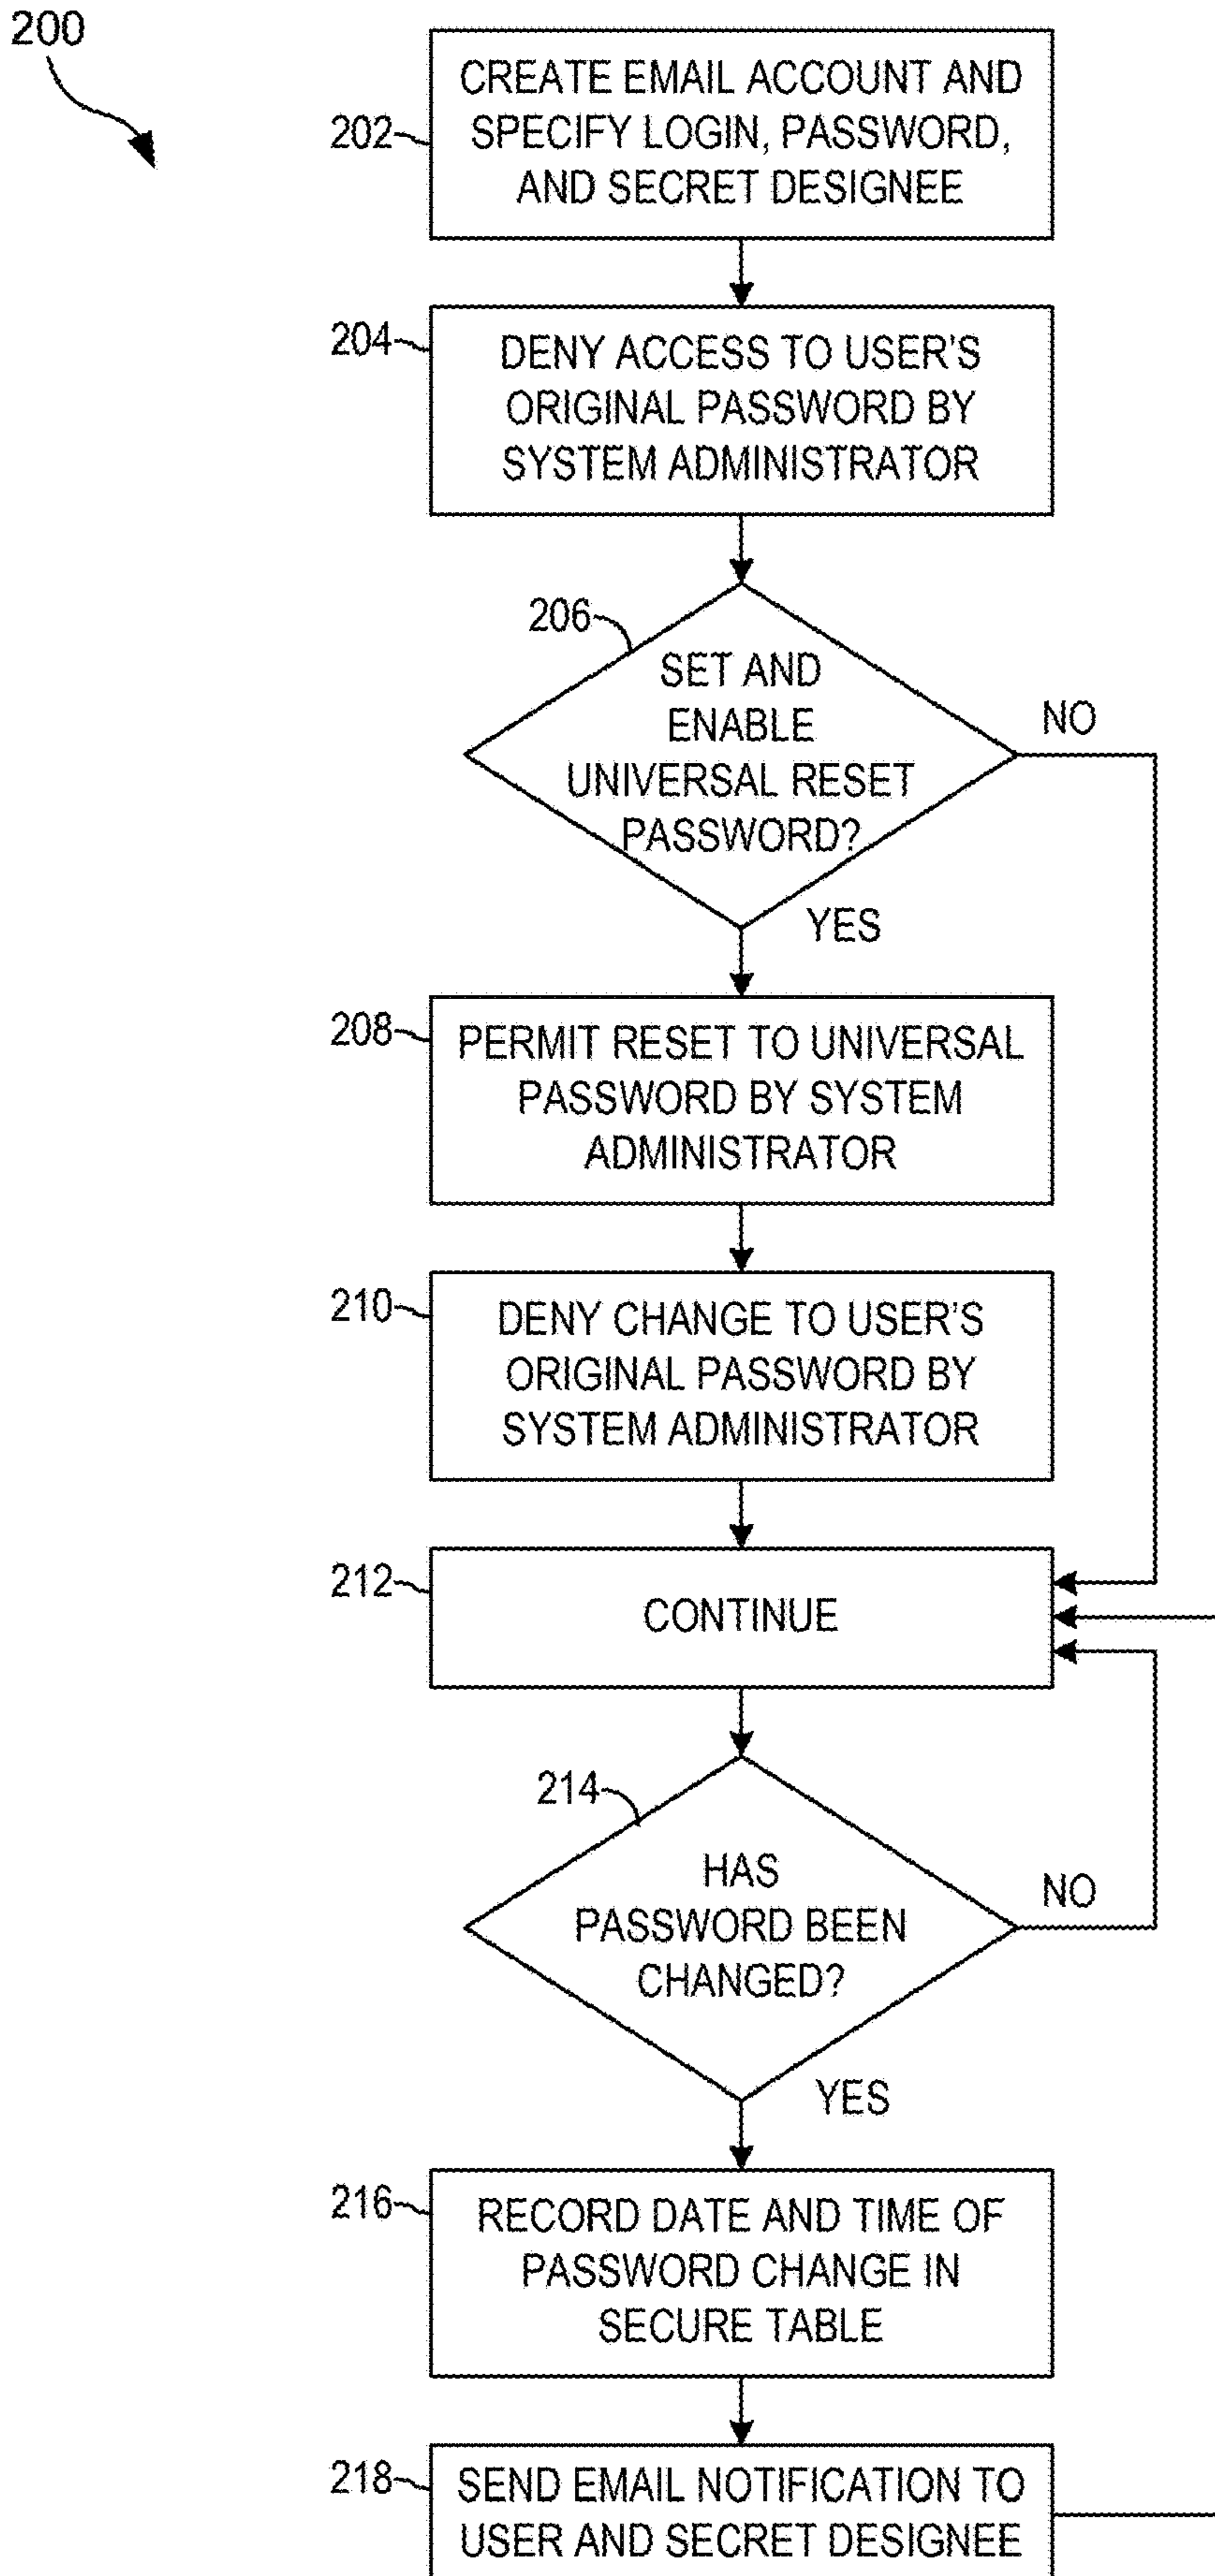 200
202
CREATE EMAIL ACCOUNT AND
SPECIFY LOGIN, PASSWORD,
AND SECRET DESIGNEE
204
DENY ACCESS TO USER'S
ORIGINAL PASSWORD BY
SYSTEM ADMINISTRATOR
206
SET AND
ENABLE
UNIVERSAL RESET
PASSWORD?
NO
YES
208
PERMIT RESET TO UNIVERSAL
PASSWORD BY SYSTEM
ADMINISTRATOR
210
DENY CHANGE TO USER'S
ORIGINAL PASSWORD BY
SYSTEM ADMINISTRATOR
212
CONTINUE
214
HAS
PASSWORD BEEN
CHANGED?
NO
YES
216
RECORD DATE AND TIME OF
PASSWORD CHANGE IN
SECURE TABLE
218
SEND EMAIL NOTIFICATION TO
USER AND SECRET DESIGNEE